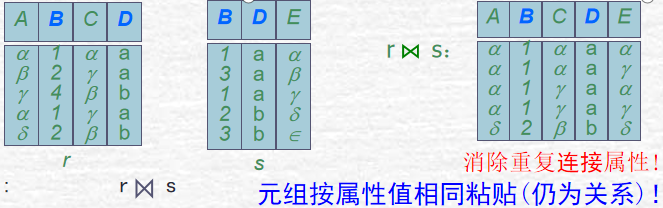 A B C D
α 1 α a
β 2 γ a
γ 4 β b
α 1 γ a
δ 2 β b
r
B D E
1 a α
3 a β
1 a γ
2 b δ
3 b ∈
s
r ⋈ s:
A B C D E
α 1 α a α
α 1 α a γ
α 1 γ a α
α 1 γ a γ
δ 2 β b δ
消除重复连接属性!
: r ⋈ s
元组按属性值相同粘贴(仍为关系)!